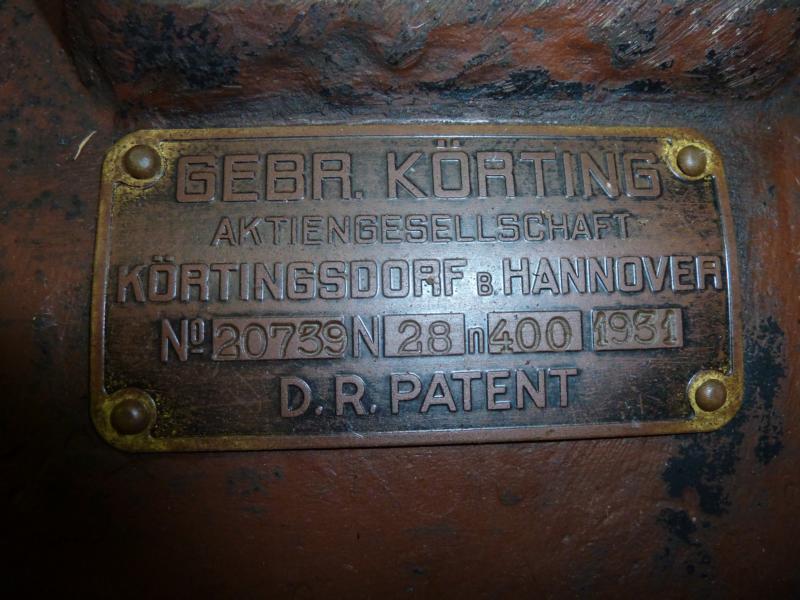 GEBR. KÖRTING
AKTIENGESELLSCHAFT
KÖRTINGSDORF B HANNOVER
Nº 20739 N 28 n 400 1931
D. R. PATENT